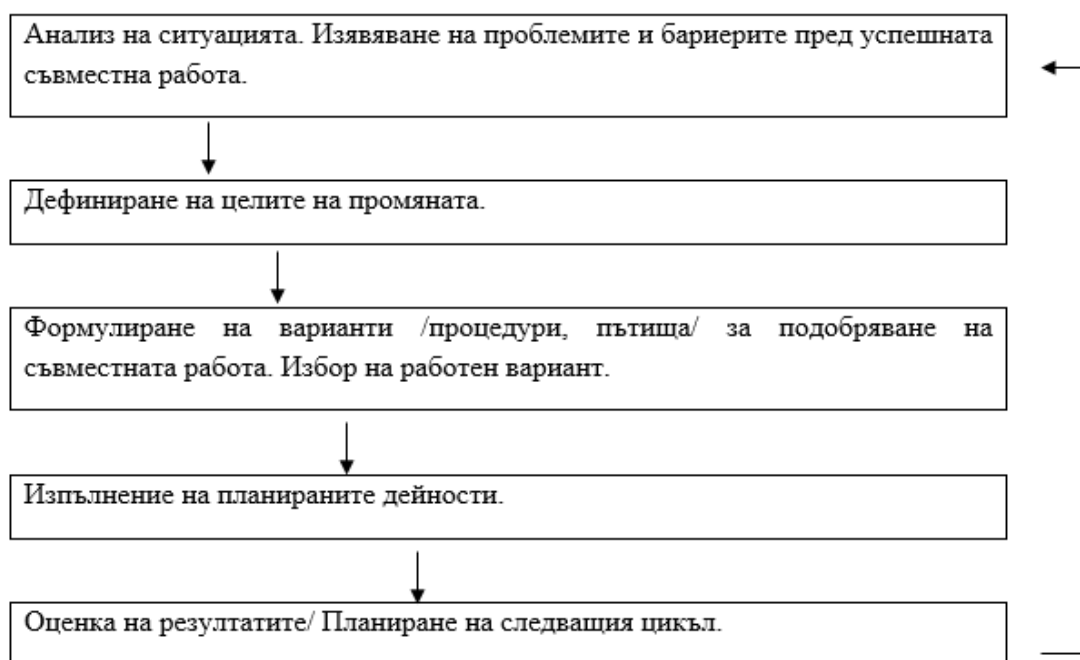 Анализ на ситуацията. Изявяване на проблемите и бариерите пред успешната
съвместна работа.
Дефиниране на целите на промяната.
Формулиране на варианти /процедури, пътища/ за подобряване на
съвместната работа. Избор на работен вариант.
Изпълнение на планираните дейности.
Оценка на резултатите/ Планиране на следващия цикъл.